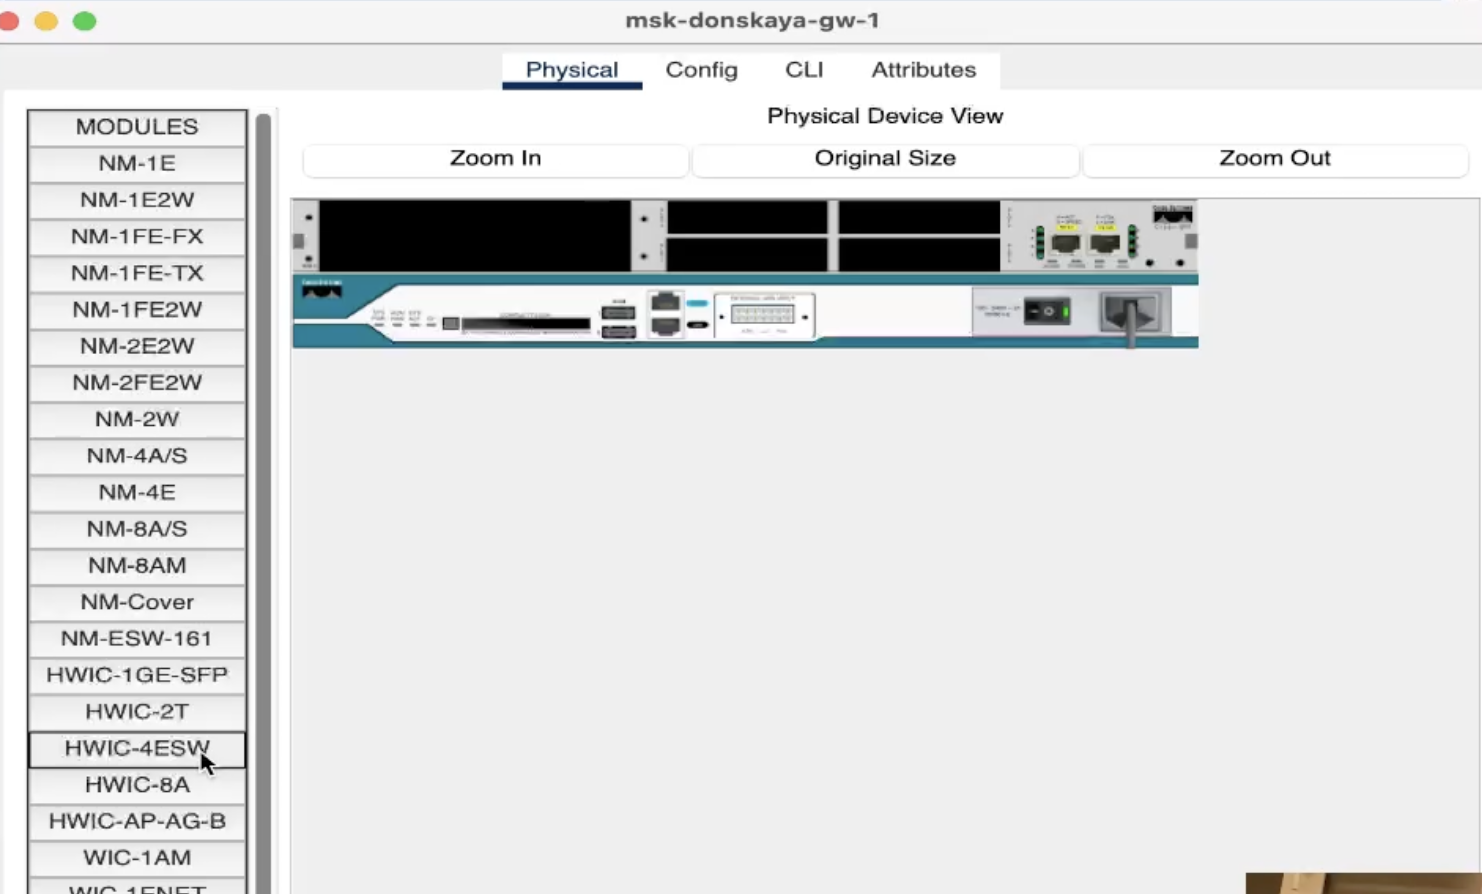 msk-donskaya-gw-1
Physical
Config
CLI
Attributes
MODULES
NM-1E
NM-1E2W
NM-1FE-FX
NM-1FE-TX
NM-1FE2W
NM-2E2W
NM-2FE2W
NM-2W
NM-4A/S
NM-4E
NM-8A/S
NM-8AM
NM-Cover
NM-ESW-161
HWIC-1GE-SFP
HWIC-2T
HWIC-4ESW
HWIC-8A
HWIC-AP-AG-B
WIC-1AM
WIC-1ENET
Physical Device View
Zoom In
Original Size
Zoom Out